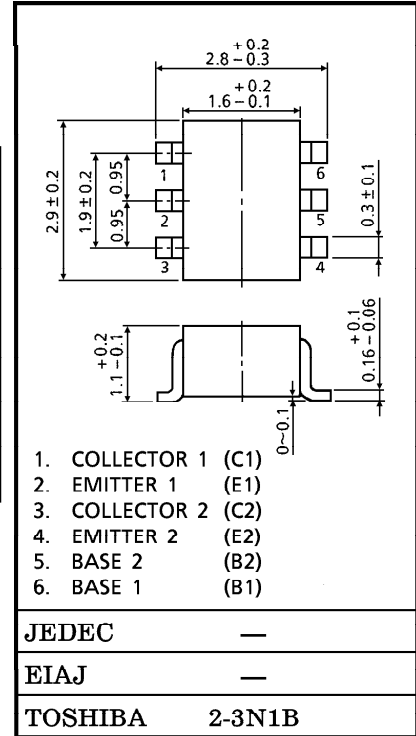 + 0.2
2.8 – 0.3
+ 0.2
1.6 – 0.1
2.9 ± 0.2
1.9 ± 0.2
0.95
0.95
1
2
3
6
5
4
0.3 ± 0.1
+ 0.2
1.1 – 0.1
+ 0.1
0.16 – 0.06
0~0.1
1. COLLECTOR 1 (C1)
2. EMITTER 1 (E1)
3. COLLECTOR 2 (C2)
4. EMITTER 2 (E2)
5. BASE 2 (B2)
6. BASE 1 (B1)
JEDEC —
EIAJ —
TOSHIBA 2-3N1B